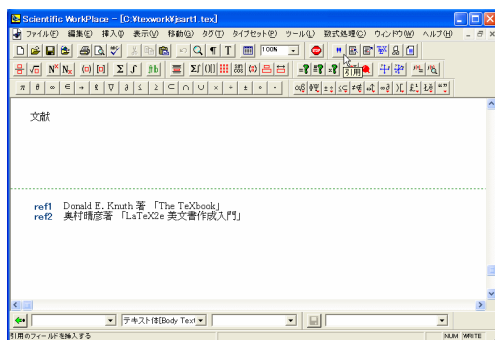 Scientific WorkPlace - [C:¥texwork¥jsart1.tex]
ファイル(F) 編集(E) 挿入(I) 表示(V) 移動(G) タグ(T) タイプセット(P) ツール(L) 数式処理(C) ウィンドウ(W) ヘルプ(H)
100%
引用
文献
ref1 Donald E. Knuth 著 「The TeXbook」
ref2 奥村晴彦著 「LaTeX2e 美文書作成入門」
テキスト体[Body Text
引用のフィールドを挿入する NUM WRITE